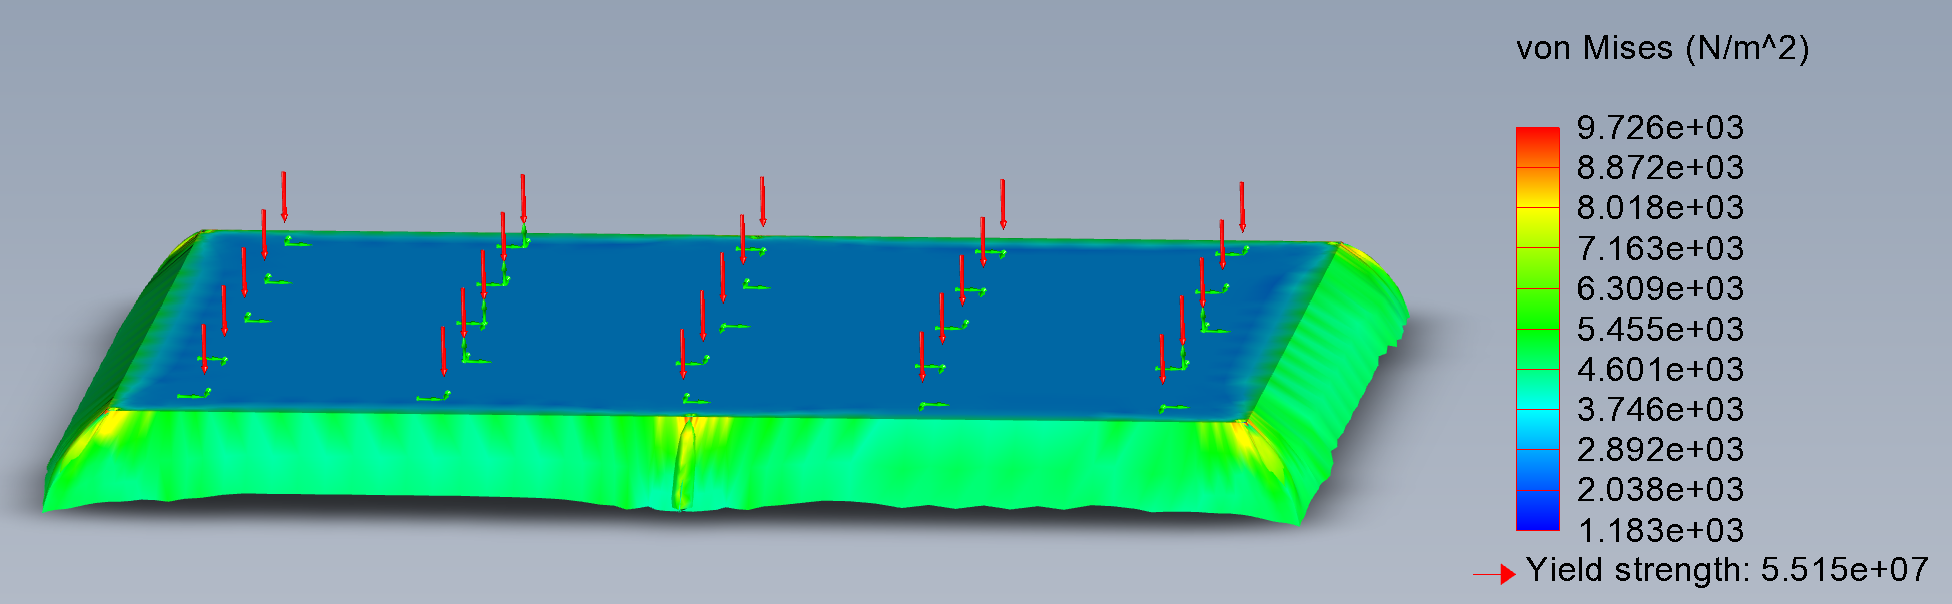 von Mises (N/m^2)
9.726e+03
8.872e+03
8.018e+03
7.163e+03
6.309e+03
5.455e+03
4.601e+03
3.746e+03
2.892e+03
2.038e+03
1.183e+03
Yield strength: 5.515e+07